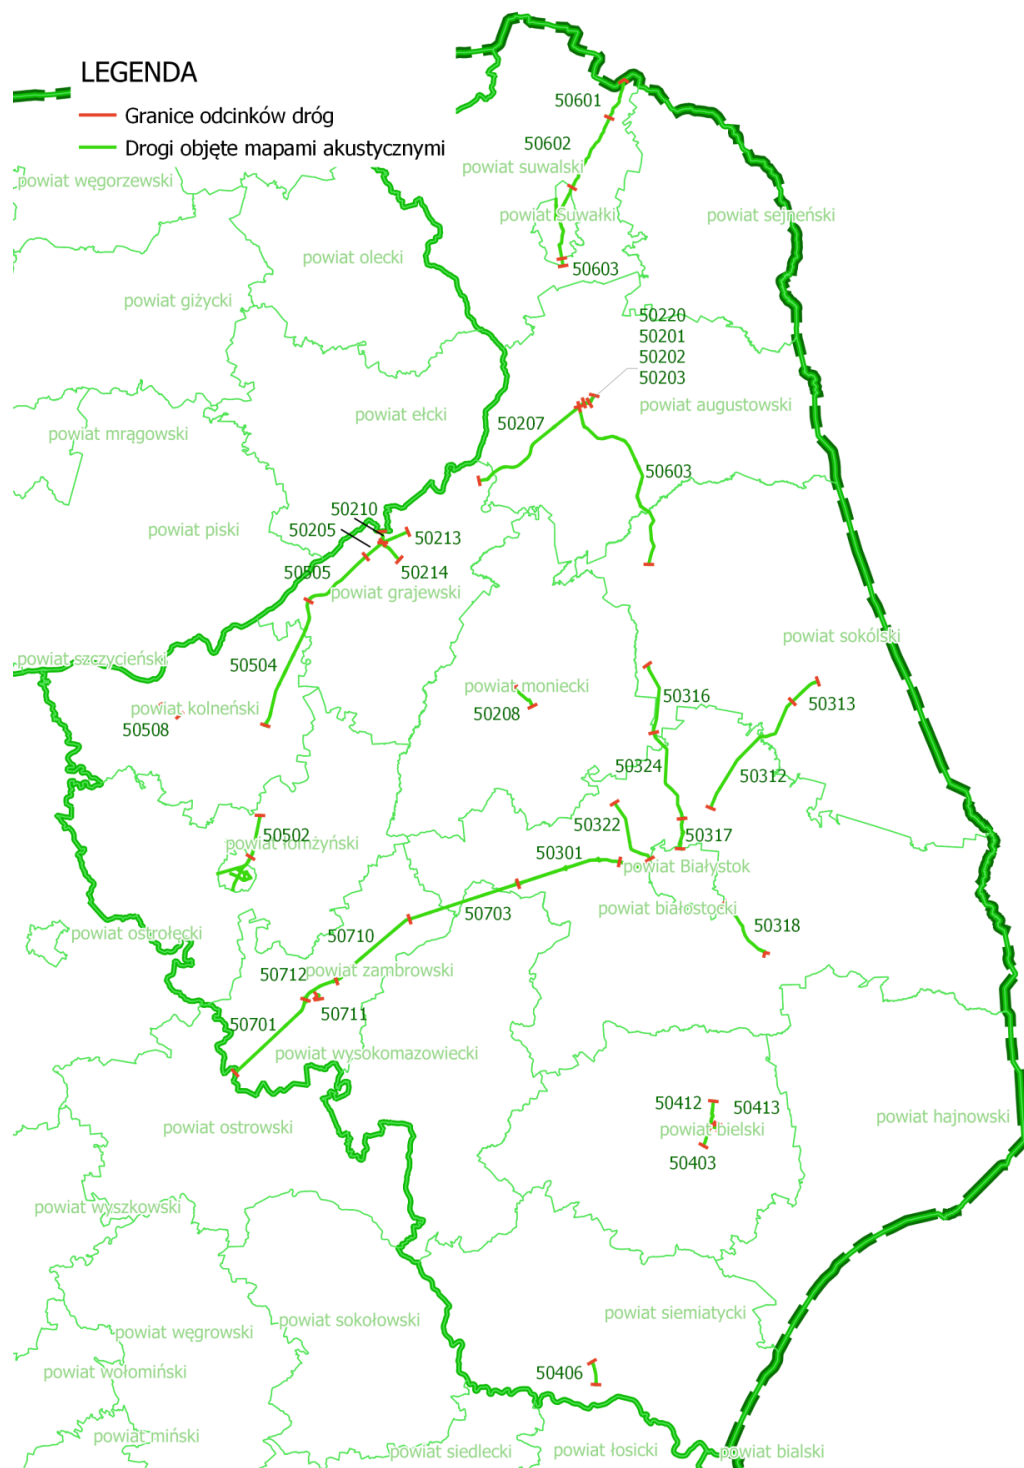 LEGENDA
Granice odcinków dróg
Drogi objęte mapami akustycznymi
50601
50602
powiat suwalski
powiat węgorzewski
powiat Suwałki
powiat sejneński
powiat olecki
50603
powiat giżycki
50220
50201
50202
50203
powiat augustowski
powiat ełcki
50207
powiat mrągowski
50603
50210
50205
powiat piski
50213
50505
50214
powiat grajewski
powiat sokólski
powiat szczycieński
50504
powiat moniecki
50316
50313
powiat kolneński
50208
50508
50324
50312
50322
50502
50317
powiat łomżyński
50301
powiat Białystok
powiat białostocki
50703
50318
powiat ostrołęcki
50710
50712
powiat zambrowski
50711
50701
powiat wysokomazowiecki
50412
50413
powiat hajnowski
powiat ostrowski
powiat bielski
50403
powiat wyszkowski
powiat siemiatycki
powiat sokołowski
powiat węgrowski
powiat wołomiński
50406
powiat miński
powiat siedlecki
powiat łosicki
powiat bialski